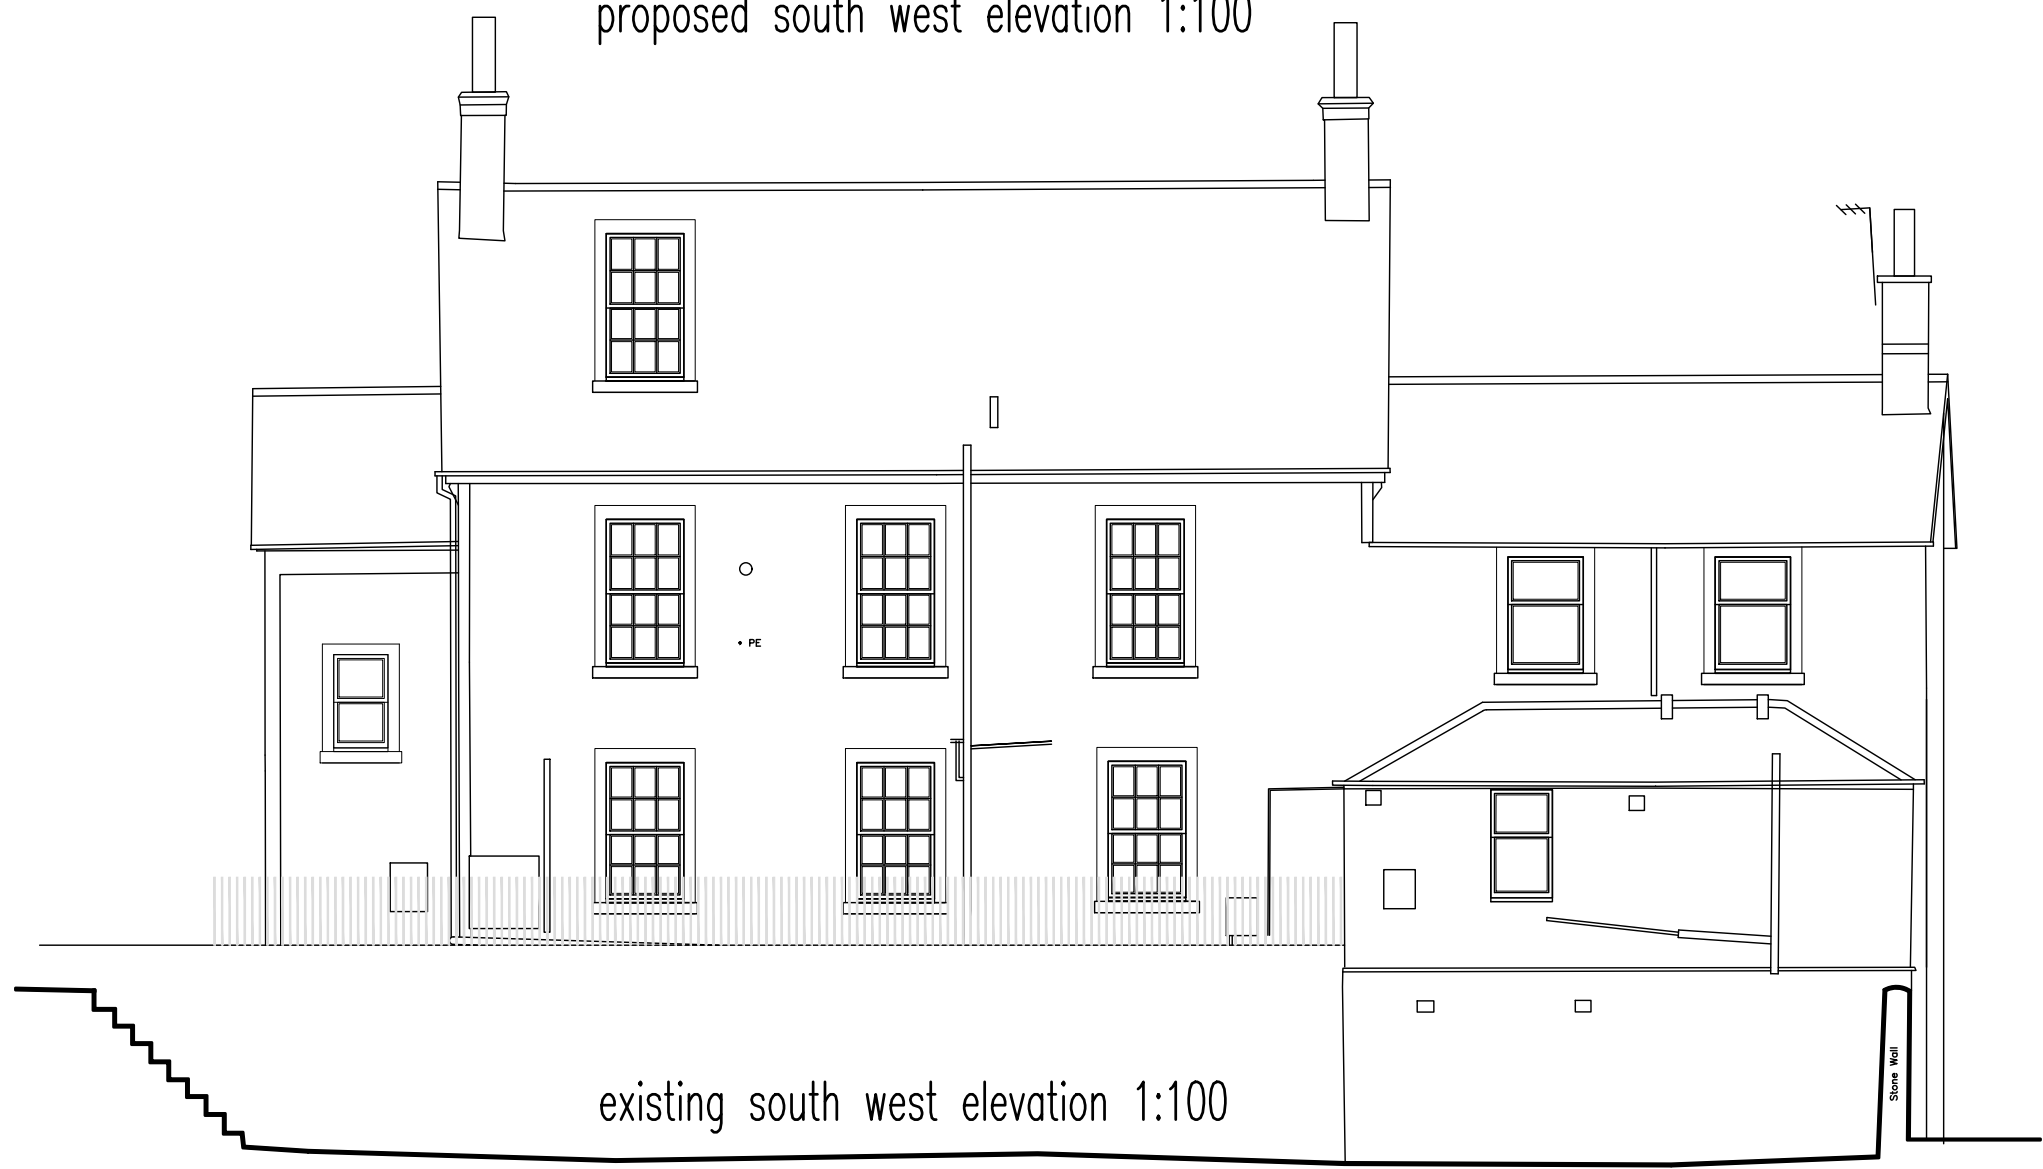 proposed south west elevation 1:100
PE
Stone Wall
existing south west elevation 1:100